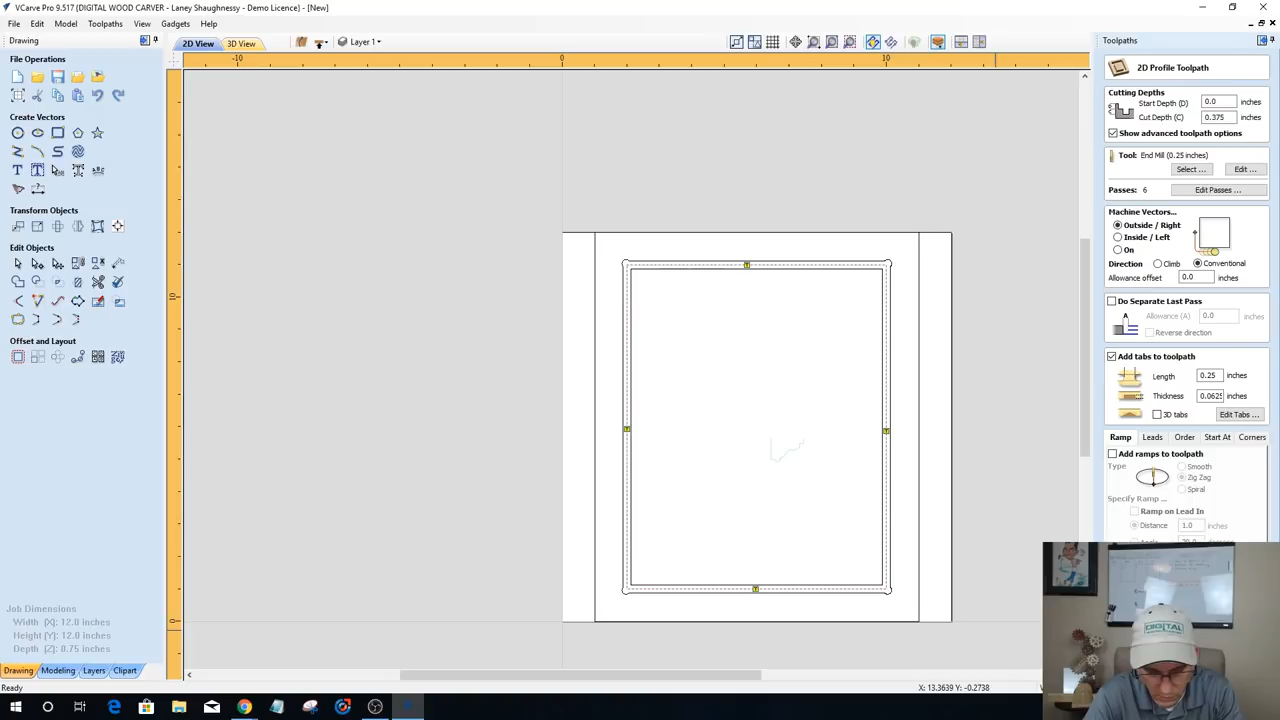 VCarve Pro 9.517 {DIGITAL WOOD CARVER - Laney Shaughnessy - Demo Licence} - [New]
File Edit Model Toolpaths View Gadgets Help
Drawing
2D View 3D View
Layer 1
Toolpaths
File Operations
Create Vectors
Transform Objects
Edit Objects
Offset and Layout
Job Dimensions
Width (X): 12.0 inches
Height (Y): 12.0 inches
Depth (Z): 0.75 inches
Drawing Modeling Layers Clipart
Ready
-10 0 10
10
0
T
T
T
T
2D Profile Toolpath
Cutting Depths
Start Depth (D) 0.0 inches
Cut Depth (C) 0.375 inches
Show advanced toolpath options
Tool: End Mill (0.25 inches)
Select ... Edit ...
Passes: 6 Edit Passes ...
Machine Vectors...
Outside / Right
Inside / Left
On
Direction Climb Conventional
Allowance offset 0.0 inches
Do Separate Last Pass
Allowance (A) 0.0 inches
Reverse direction
Add tabs to toolpath
Length 0.25 inches
Thickness 0.0625 inches
3D tabs Edit Tabs ...
Ramp Leads Order Start At Corners
Add ramps to toolpath
Type Smooth
Zig Zag
Spiral
Specify Ramp ...
Ramp on Lead In
Distance 1.0 inches
X: 13.3639 Y: -0.2738
DIGITAL